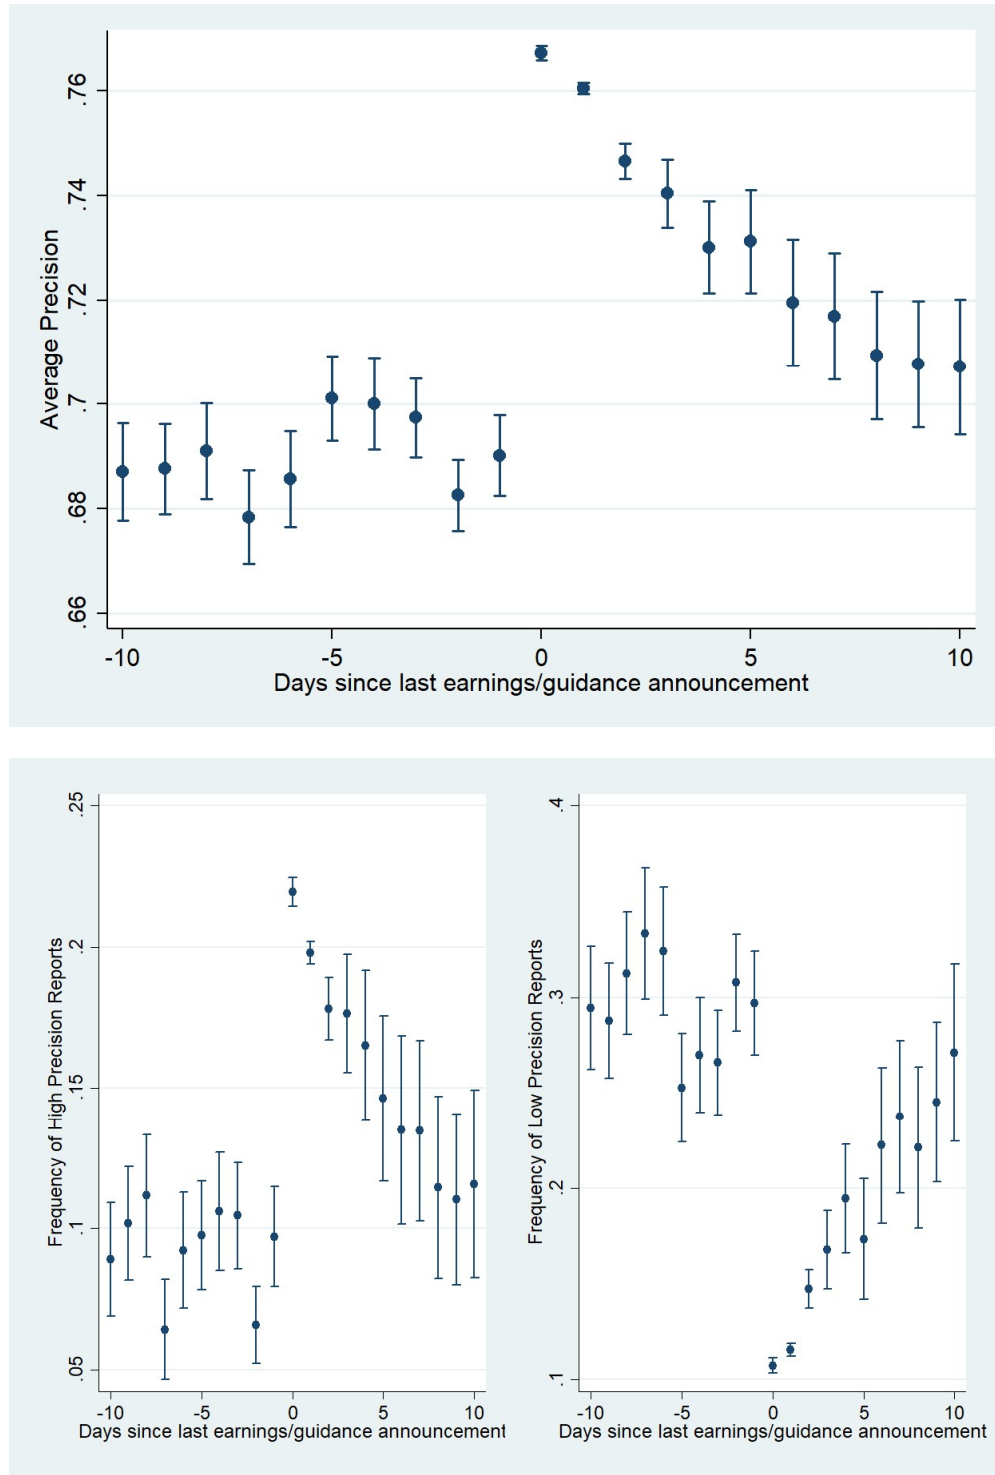 Average Precision
.76
.74
.72
.7
.68
.66
-10 -5 0 5 10
Days since last earnings/guidance announcement
Frequency of High Precision Reports
.25
.2
.15
.1
.05
-10 -5 0 5 10
Days since last earnings/guidance announcement
Frequency of Low Precision Reports
.4
.3
.2
.1
-10 -5 0 5 10
Days since last earnings/guidance announcement